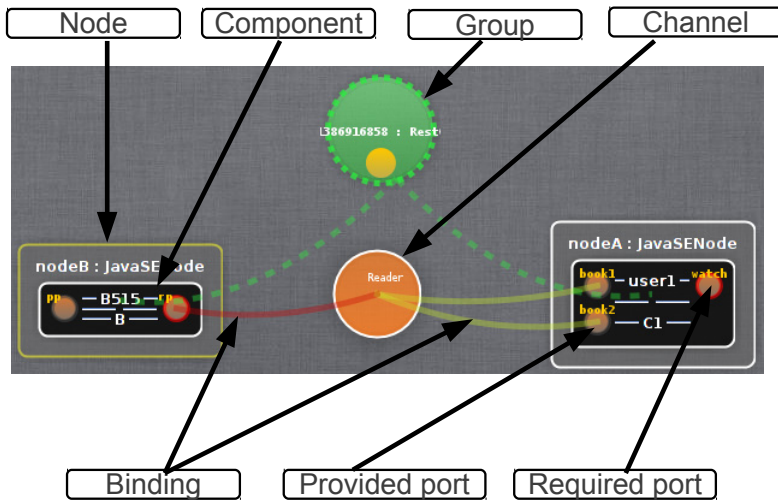 Node
Component
Group
Channel
1386916858 : Rest
nodeB : JavaSENode
pp
B515
rp
B
Reader
nodeA : JavaSENode
book1
user1
watch
book2
C1
Binding
Provided port
Required port